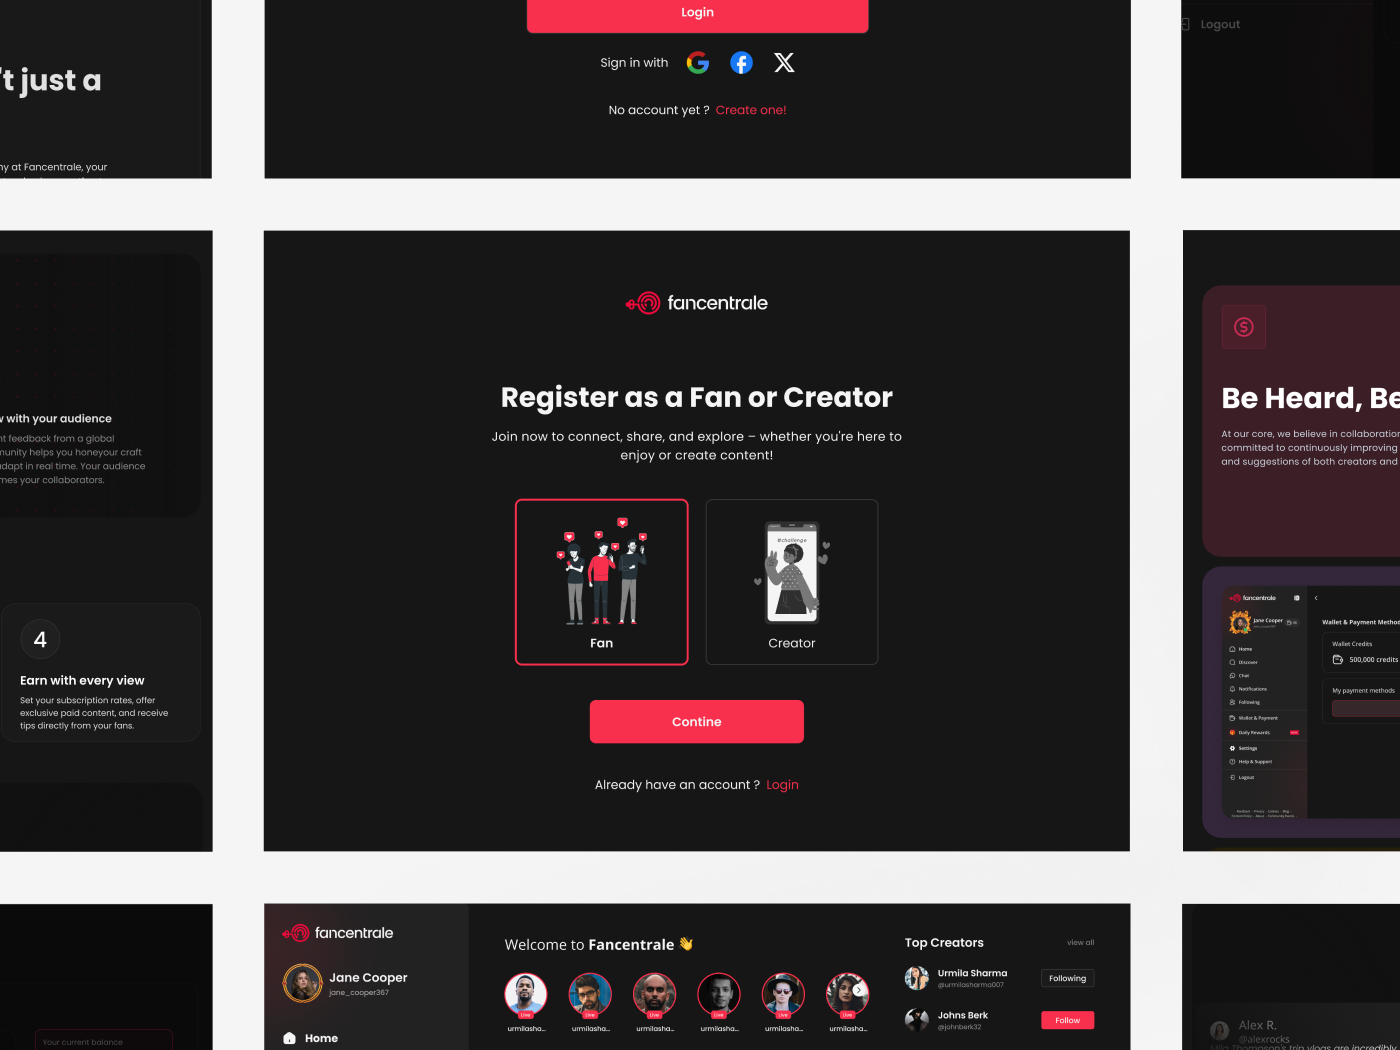 Login
Sign in with
No account yet ? Create one!
Logout
't just a
ny at Fancentrale, your
fancentrale
Register as a Fan or Creator
Join now to connect, share, and explore – whether you're here to
enjoy or create content!
#challenge
Fan
Creator
Contine
Already have an account ? Login
w with your audience
nt feedback from a global
munity helps you honeyour craft
adapt in real time. Your audience
mes your collaborators.
4
Earn with every view
Set your subscription rates, offer
exclusive paid content, and receive
tips directly from your fans.
Be Heard, Be
At our core, we believe in collaboration
committed to continuously improving
and suggestions of both creators and
fancentrale
Jane Cooper
Home
Discover
Chat
Notifications
Following
Wallet & Payment
Daily Rewards
Settings
Help & Support
Logout
Wallet & Payment Method
Wallet Credits
500,000 credits
My payment methods
fancentrale
Jane Cooper
jane_cooper367
Home
Welcome to Fancentrale 👋
Live
Live
Live
Live
Live
Live
urmilasha...
urmilasha...
urmilasha...
urmilasha...
urmilasha...
urmilasha...
Top Creators
view all
Urmila Sharma
@urmilasharma007
Following
Johns Berk
@johnberk32
Follow
Your current balance
Alex R.
@alexrocks
Mila Thompson's trip vlogs are incredibly